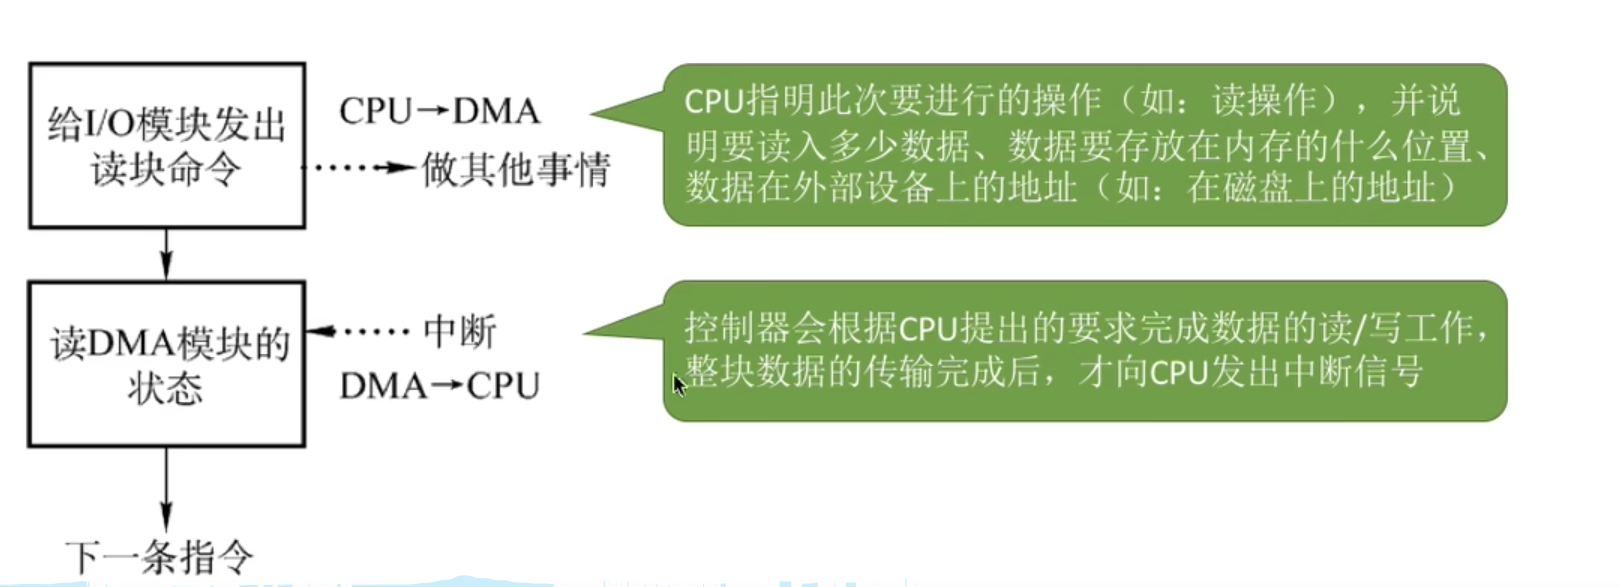 给I/O模块发出
读块命令
CPU→DMA
做其他事情
CPU指明此次要进行的操作（如：读操作），并说
明要读入多少数据、数据要存放在内存的什么位置、
数据在外部设备上的地址（如：在磁盘上的地址）
读DMA模块的
状态
中断
DMA→CPU
控制器会根据CPU提出的要求完成数据的读/写工作，
整块数据的传输完成后，才向CPU发出中断信号
下一条指令